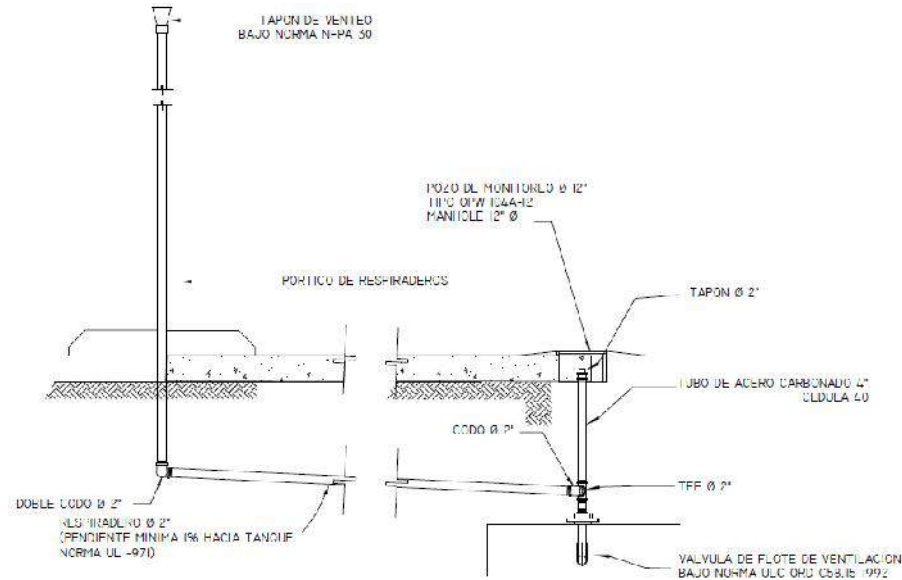 TAPON DE VENTEO
BAJO NORMA NFPA 30
POZO DE MONITOREO Ø 12"
TIPO OPW 104A-12
MANHOLE 12" Ø
PORTICO DE RESPIRADEROS
TAPON Ø 2"
TUBO DE ACERO CARBONADO 4"
CEDULA 40
CODO Ø 2"
TEE Ø 2"
DOBLE CODO Ø 2"
RESPIRADERO Ø 2"
(PENDIENTE MINIMA 1% HACIA TANQUE
NORMA UL -971)
VALVULA DE FLOTE DE VENTILACION
BAJO NORMA ULC ORD C58.15 1992